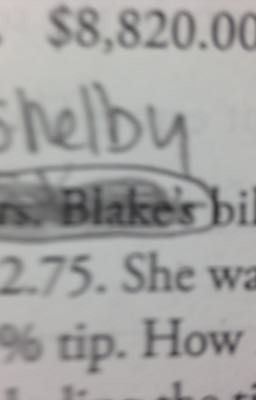 $8,820.00
shelby
rs. Blake's bil
2.75. She wa
% tip. How